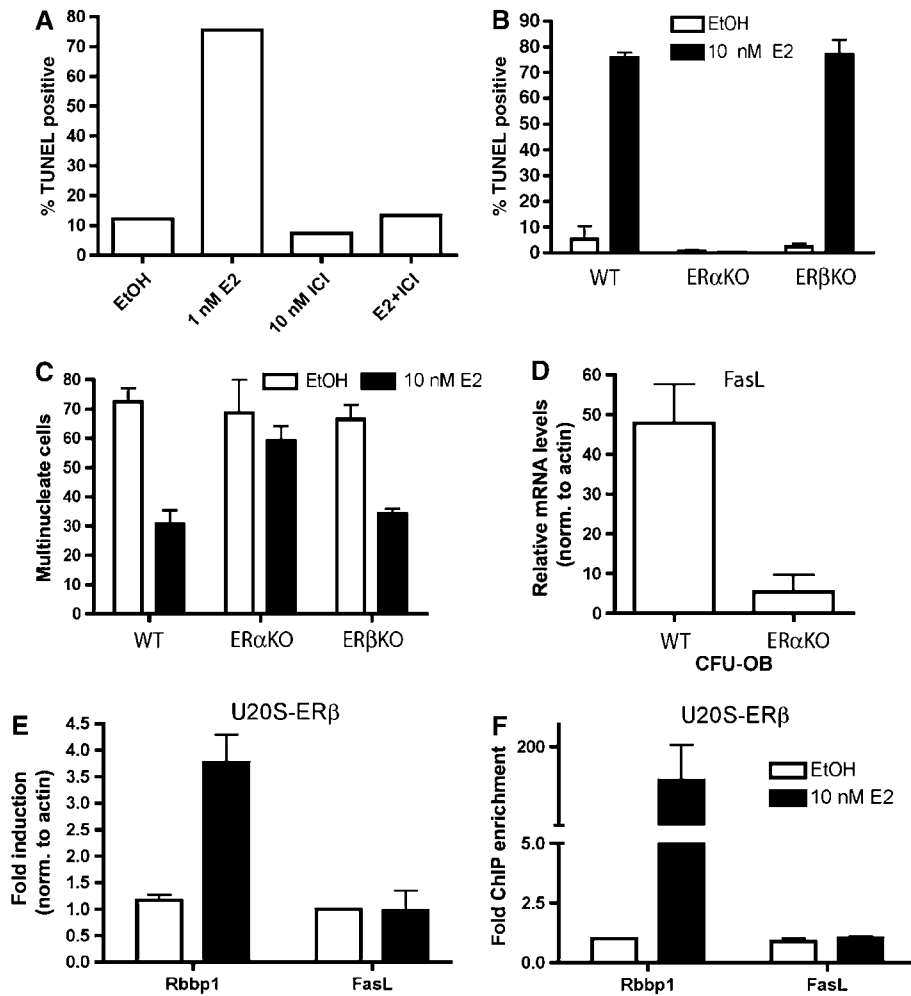 A
% TUNEL positive
80
70
60
50
40
30
20
10
0
EtOH
1 nM E2
10 nM ICI
E2+ICI
B
EtOH
10 nM E2
% TUNEL positive
90
80
70
60
50
40
30
20
10
0
WT
ERαKO
ERβKO
C
EtOH
10 nM E2
Multinucleate cells
80
70
60
50
40
30
20
10
0
WT
ERαKO
ERβKO
D
FasL
Relative mRNA levels
(norm. to actin)
60
50
40
30
20
10
0
WT
ERαKO
CFU-OB
E
U20S-ERβ
Fold induction
(norm. to actin)
4.5
4.0
3.5
3.0
2.5
2.0
1.5
1.0
0.5
0.0
Rbbp1
FasL
F
U20S-ERβ
EtOH
10 nM E2
Fold ChIP enrichment
200
5.0
2.5
0.0
Rbbp1
FasL